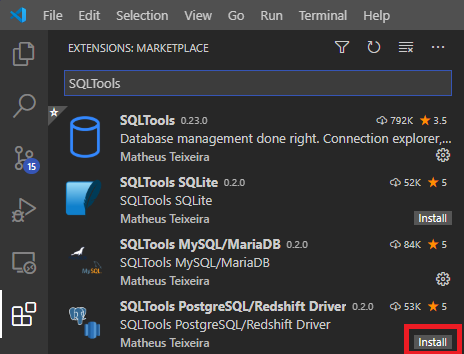 File Edit Selection View Go Run Terminal Help
EXTENSIONS: MARKETPLACE
SQLTools
SQLTools 0.23.0 792K 3.5
Database management done right. Connection explorer,...
Matheus Teixeira
15
SQLTools SQLite 0.2.0 52K 5
SQLTools SQLite
Matheus Teixeira Install
SQLTools MySQL/MariaDB 0.2.0 84K 5
SQLTools MySQL/MariaDB
MySQL
Matheus Teixeira
SQLTools PostgreSQL/Redshift Driver 0.2.0 53K 5
SQLTools PostgreSQL/Redshift Driver
Matheus Teixeira Install